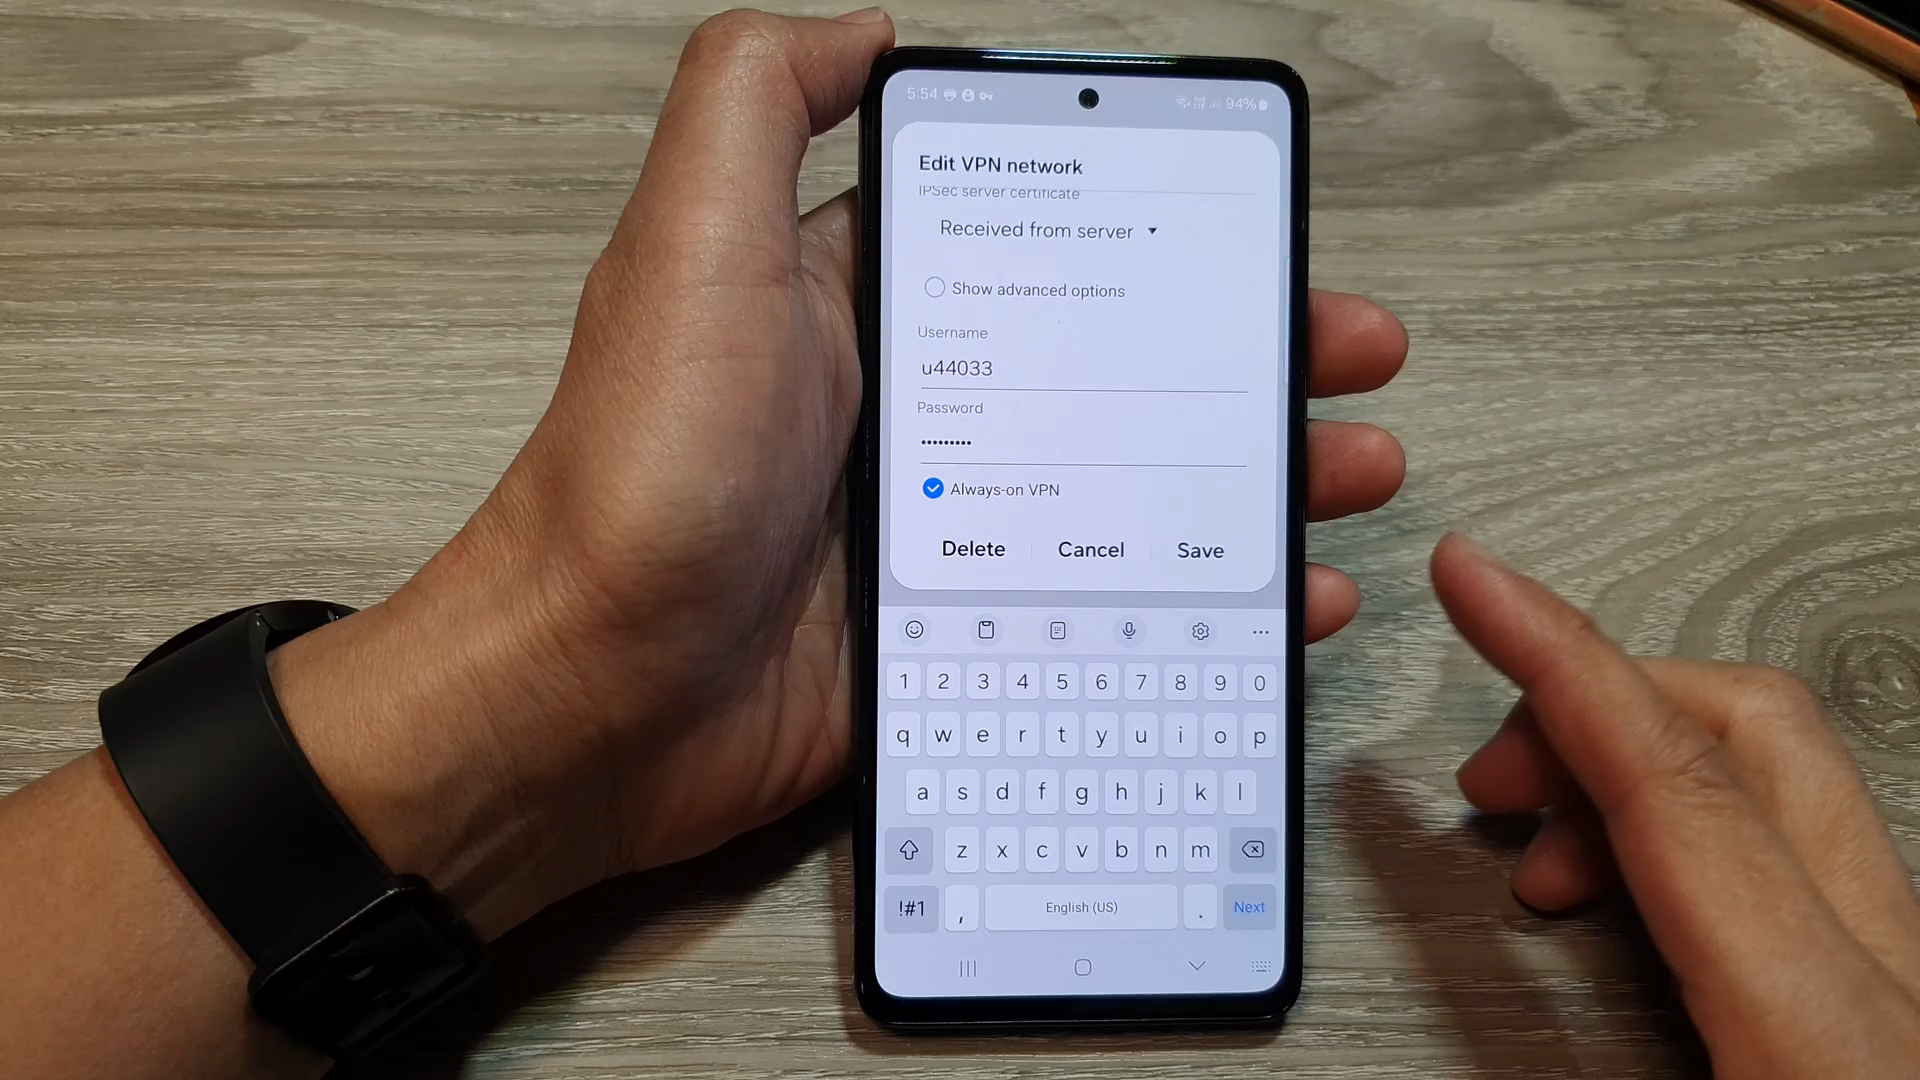 5:54 94%
Edit VPN network
IPSec server certificate
Received from server
Show advanced options
Username
u44033
Password
•••••••••
Always-on VPN
Delete Cancel Save
1 2 3 4 5 6 7 8 9 0
q w e r t y u i o p
a s d f g h j k l
z x c v b n m
!#1 , English (US) . Next